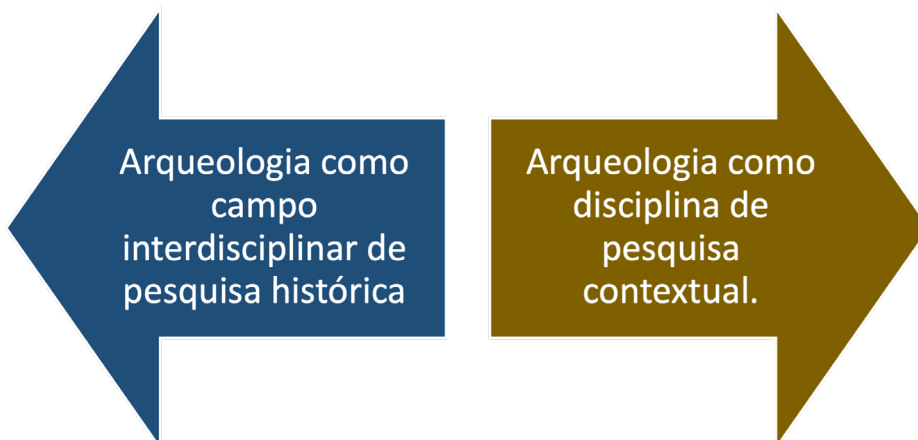 Arqueologia como
campo
interdisciplinar de
pesquisa histórica
Arqueologia como
disciplina de
pesquisa
contextual.